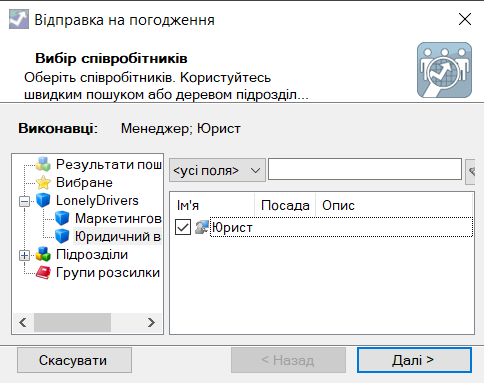 Відправка на погодження
Вибір співробітників
Оберіть співробітників. Користуйтесь
швидким пошуком або деревом підрозділ...
Виконавці: Менеджер; Юрист
Результати пош
Вибране
LonelyDrivers
Маркетингов
Юридичний в
Підрозділи
Групи розсилки
<усі поля>
Ім'я Посада Опис
Юрист
Скасувати < Назад Далі >